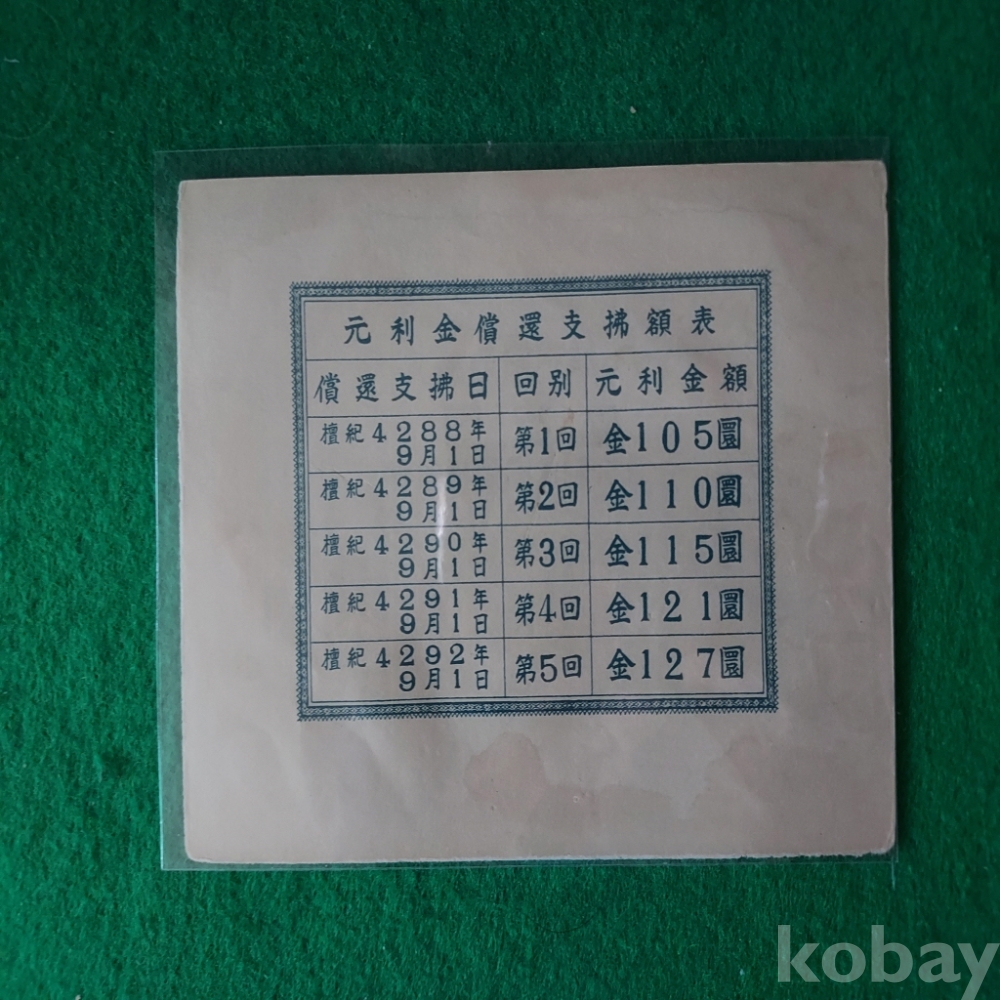 元利金償還支拂額表
償還支拂日 回別 元利金額
檀紀4288年 第1回 金105圜
9月1日
檀紀4289年 第2回 金110圜
9月1日
檀紀4290年 第3回 金115圜
9月1日
檀紀4291年 第4回 金121圜
9月1日
檀紀4292年 第5回 金127圜
9月1日
kobay